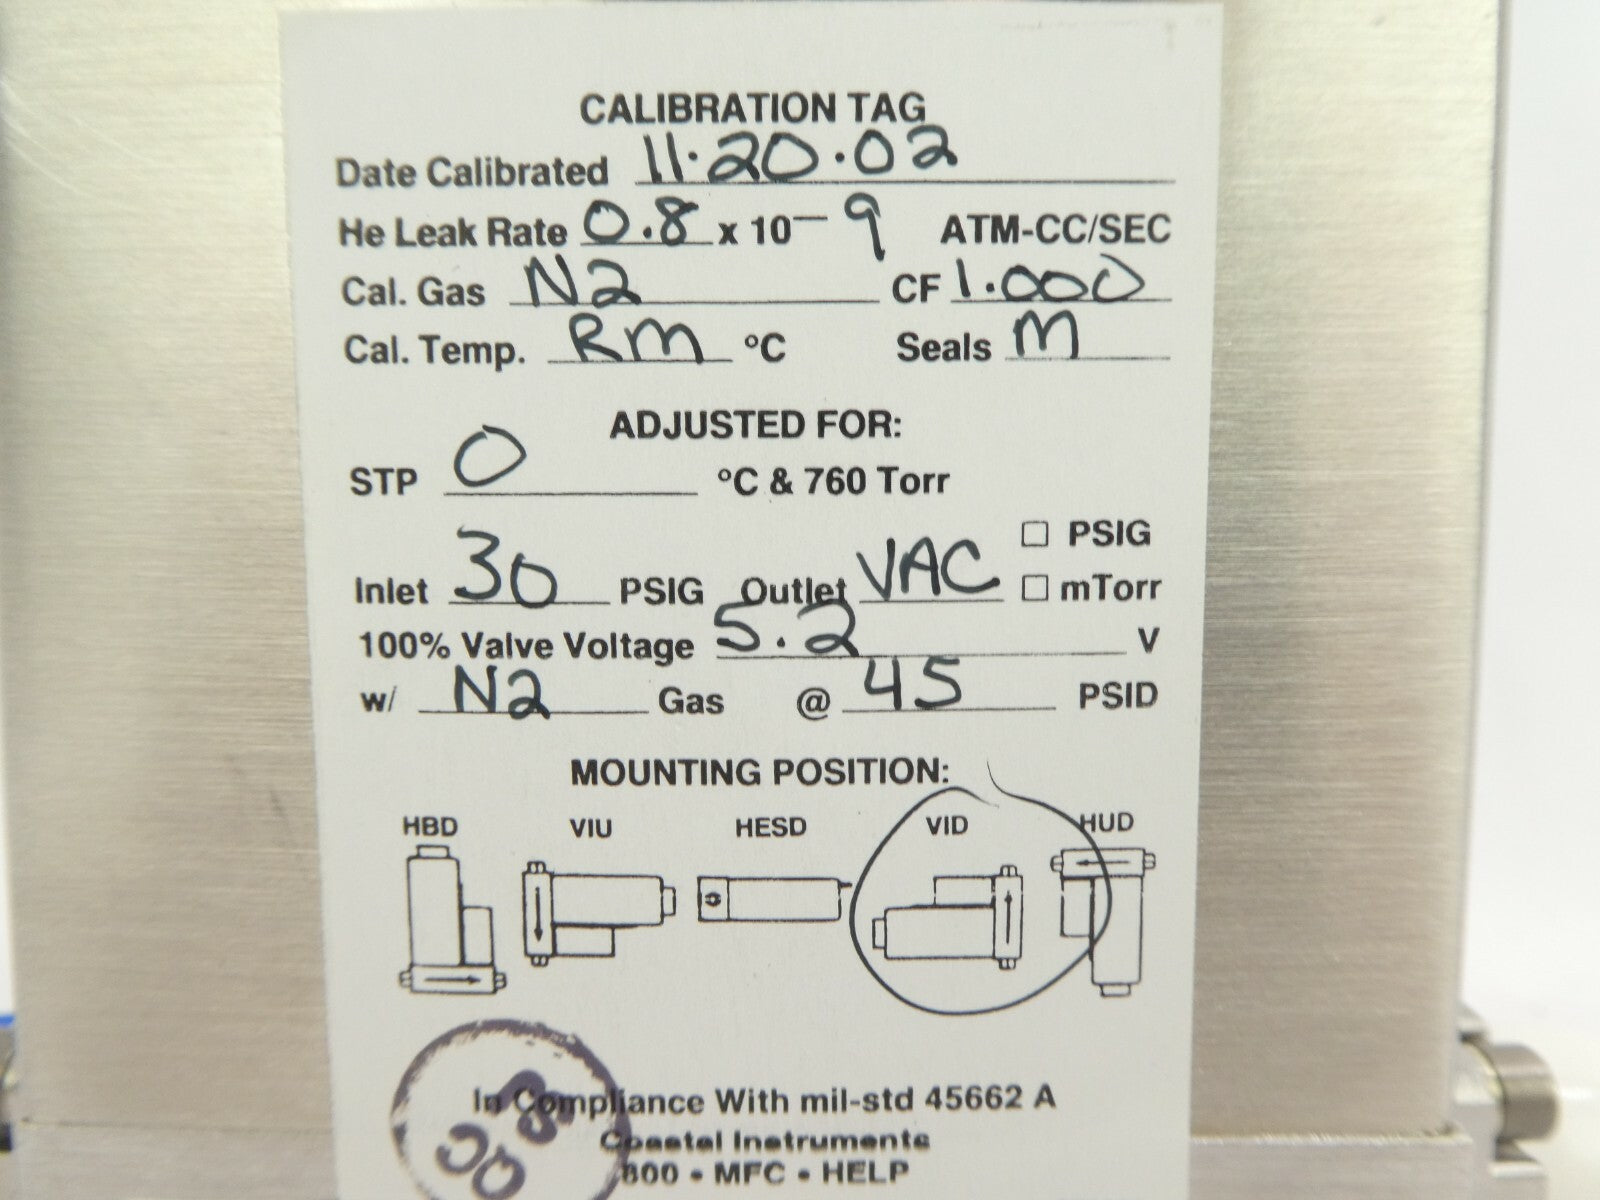 CALIBRATION TAG
Date Calibrated 11.20.02
He Leak Rate 0.8 x 10 – 9 ATM-CC/SEC
Cal. Gas N2 CF 1.000
Cal. Temp. RM °C Seals M
ADJUSTED FOR:
STP 0 °C & 760 Torr
☐ PSIG
Inlet 30 PSIG Outlet VAC ☐ mTorr
100% Valve Voltage 5.2 V
w/ N2 Gas @ 45 PSID
MOUNTING POSITION:
HBD VIU HESD VID HUD
In Compliance With mil-std 45662 A
Coastal Instruments
800 • MFC • HELP
QC